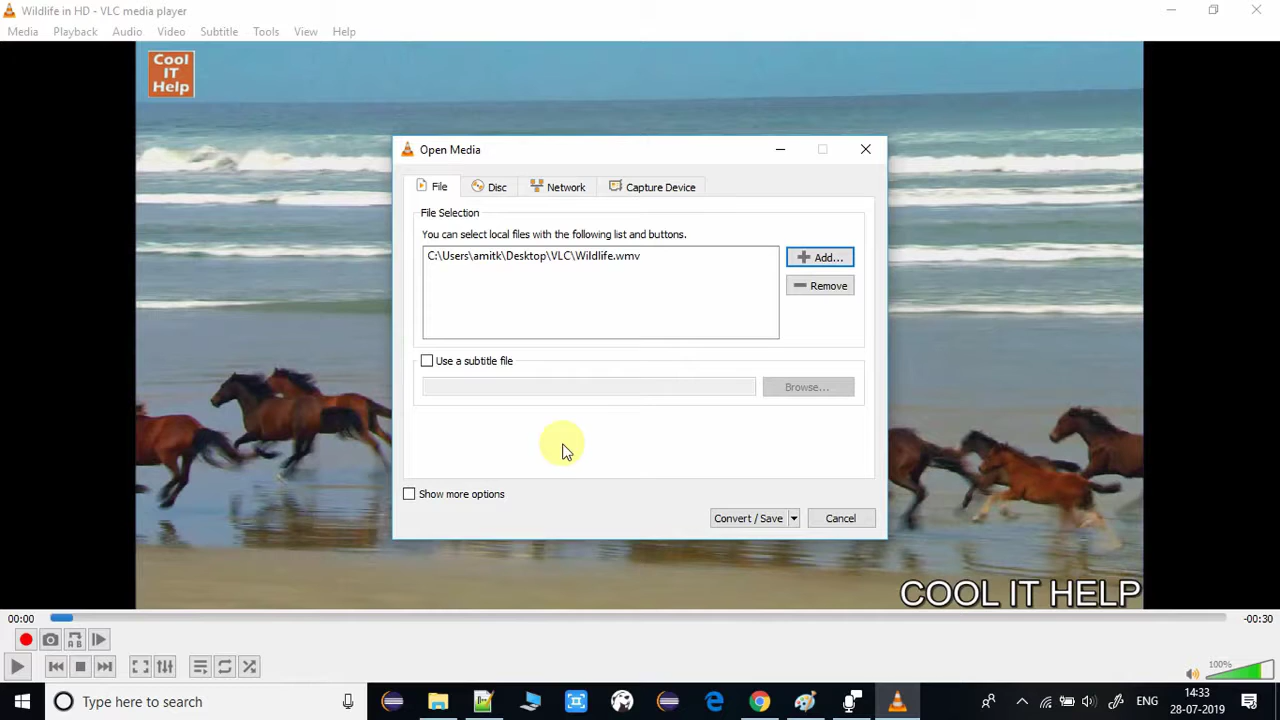 Wildlife in HD - VLC media player
Media Playback Audio Video Subtitle Tools View Help
Cool
IT
Help
Open Media
File Disc Network Capture Device
File Selection
You can select local files with the following list and buttons.
C:\Users\amitk\Desktop\VLC\Wildlife.wmv
Add...
Remove
Use a subtitle file
Browse...
Show more options
Convert / Save Cancel
COOL IT HELP
00:00 -00:30
A B
100%
Type here to search
ENG
14:33
28-07-2019